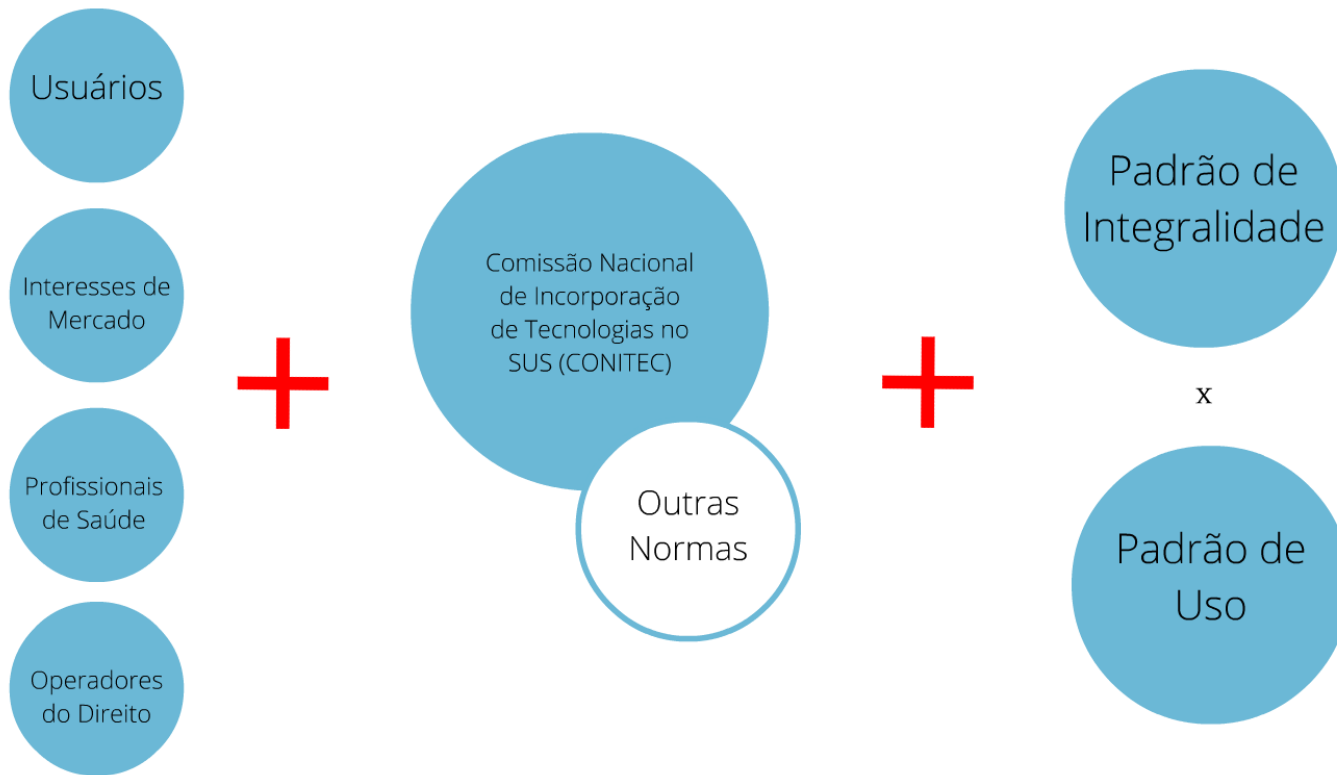 Usuários
Interesses de
Mercado
Profissionais
de Saúde
Operadores
do Direito
Comissão Nacional
de Incorporação
de Tecnologias no
SUS (CONITEC)
Outras
Normas
Padrão de
Integralidade
x
Padrão de
Uso